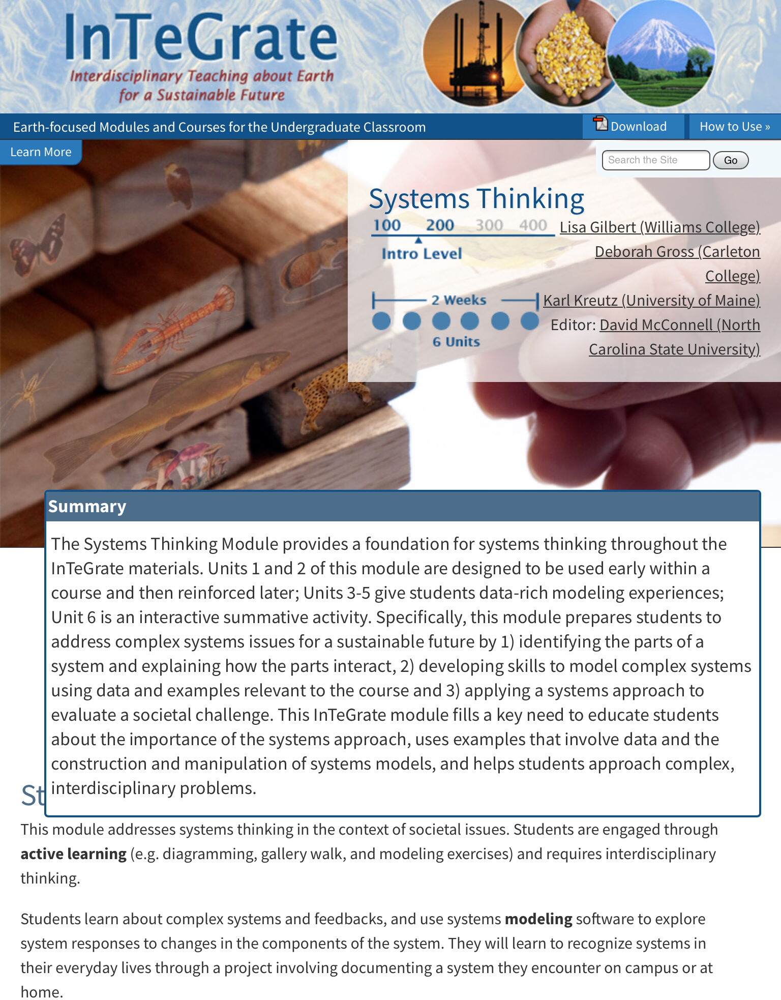 InTeGrate
Interdisciplinary Teaching about Earth
for a Sustainable Future
Earth-focused Modules and Courses for the Undergraduate Classroom
Download
How to Use »
Learn More
Search the Site
Go
Systems Thinking
100 200 300 400
Intro Level
2 Weeks
6 Units
Lisa Gilbert (Williams College)
Deborah Gross (Carleton
College)
Karl Kreutz (University of Maine)
Editor: David McConnell (North
Carolina State University)
Summary
The Systems Thinking Module provides a foundation for systems thinking throughout the
InTeGrate materials. Units 1 and 2 of this module are designed to be used early within a
course and then reinforced later; Units 3-5 give students data-rich modeling experiences;
Unit 6 is an interactive summative activity. Specifically, this module prepares students to
address complex systems issues for a sustainable future by 1) identifying the parts of a
system and explaining how the parts interact, 2) developing skills to model complex systems
using data and examples relevant to the course and 3) applying a systems approach to
evaluate a societal challenge. This InTeGrate module fills a key need to educate students
about the importance of the systems approach, uses examples that involve data and the
construction and manipulation of systems models, and helps students approach complex,
interdisciplinary problems.
This module addresses systems thinking in the context of societal issues. Students are engaged through
active learning (e.g. diagramming, gallery walk, and modeling exercises) and requires interdisciplinary
thinking.
Students learn about complex systems and feedbacks, and use systems modeling software to explore
system responses to changes in the components of the system. They will learn to recognize systems in
their everyday lives through a project involving documenting a system they encounter on campus or at
home.